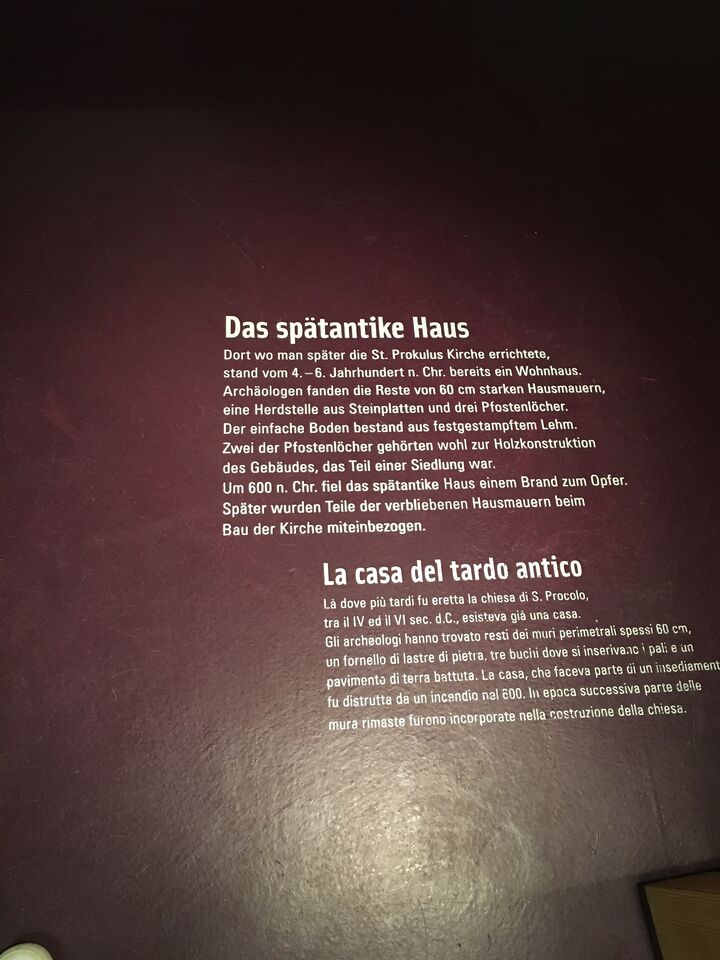 Das spätantike Haus
Dort wo man später die St. Prokulus Kirche errichtete,
stand vom 4.–6. Jahrhundert n. Chr. bereits ein Wohnhaus.
Archäologen fanden die Reste von 60 cm starken Hausmauern,
eine Herdstelle aus Steinplatten und drei Pfostenlöcher.
Der einfache Boden bestand aus festgestampftem Lehm.
Zwei der Pfostenlöcher gehörten wohl zur Holzkonstruktion
des Gebäudes, das Teil einer Siedlung war.
Um 600 n. Chr. fiel das spätantike Haus einem Brand zum Opfer.
Später wurden Teile der verbliebenen Hausmauern beim
Bau der Kirche miteinbezogen.
La casa del tardo antico
Là dove più tardi fu eretta la chiesa di S. Procolo,
tra il IV ed il VI sec. d.C., esisteva già una casa.
Gli archeologi hanno trovato resti dei muri perimetrali spessi 60 cm,
un fornello di lastre di pietra, tre buchi dove si inserivano i pali e un
pavimento di terra battuta. La casa, che faceva parte di un insediament
fu distrutta da un incendio nel 600. In epoca successiva parte delle
mura rimaste furono incorporate nella costruzione della chiesa.